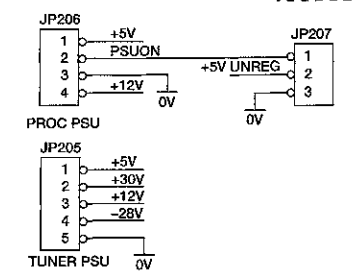 JP206
1 +5V
2 PSUON
3
4 +12V
0V
PROC PSU
JP207
1
+5V UNREG 2
3
0V
JP205
1 +5V
2 +30V
3 +12V
4 -28V
5
TUNER PSU 0V